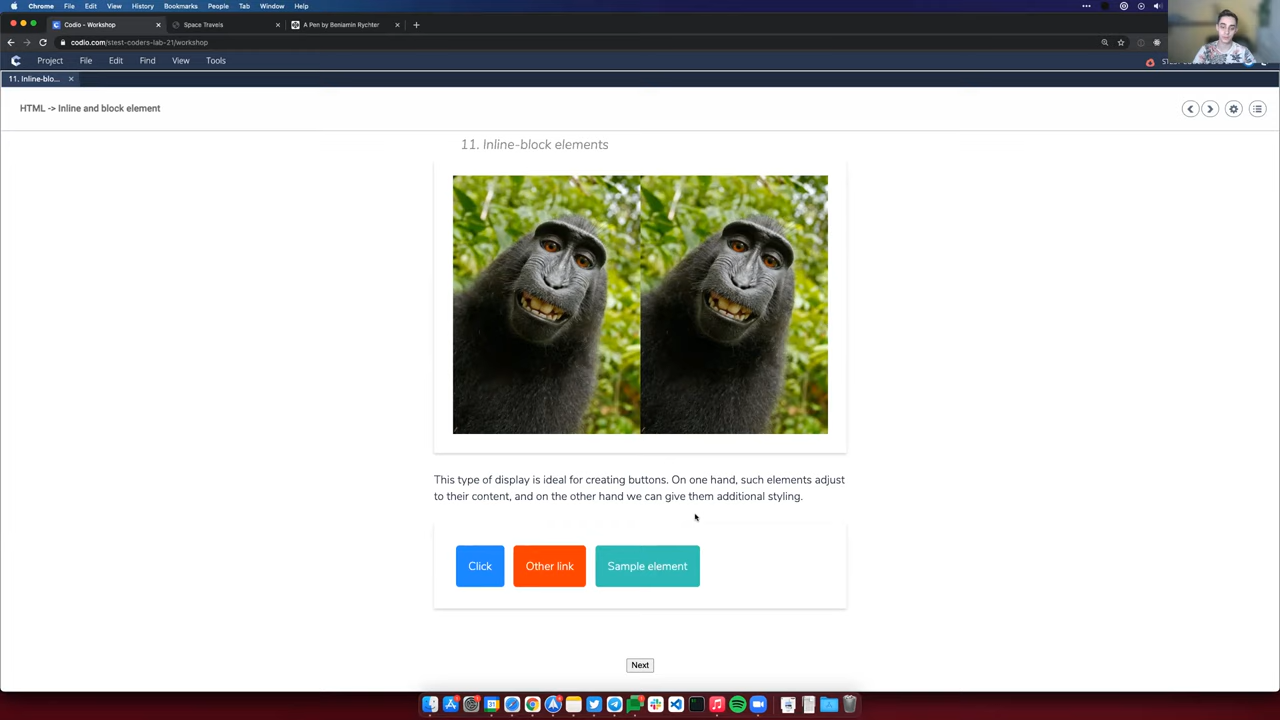 Chrome File Edit View History Bookmarks People Tab Window Help
Codio - Workshop
Space Travels
A Pen by Beniamin Rychter
codio.com/stest-coders-lab-21/workshop
Project File Edit Find View Tools
11. Inline-blo...
HTML -> Inline and block element
11. Inline-block elements
This type of display is ideal for creating buttons. On one hand, such elements adjust
to their content, and on the other hand we can give them additional styling.
Click Other link Sample element
Next